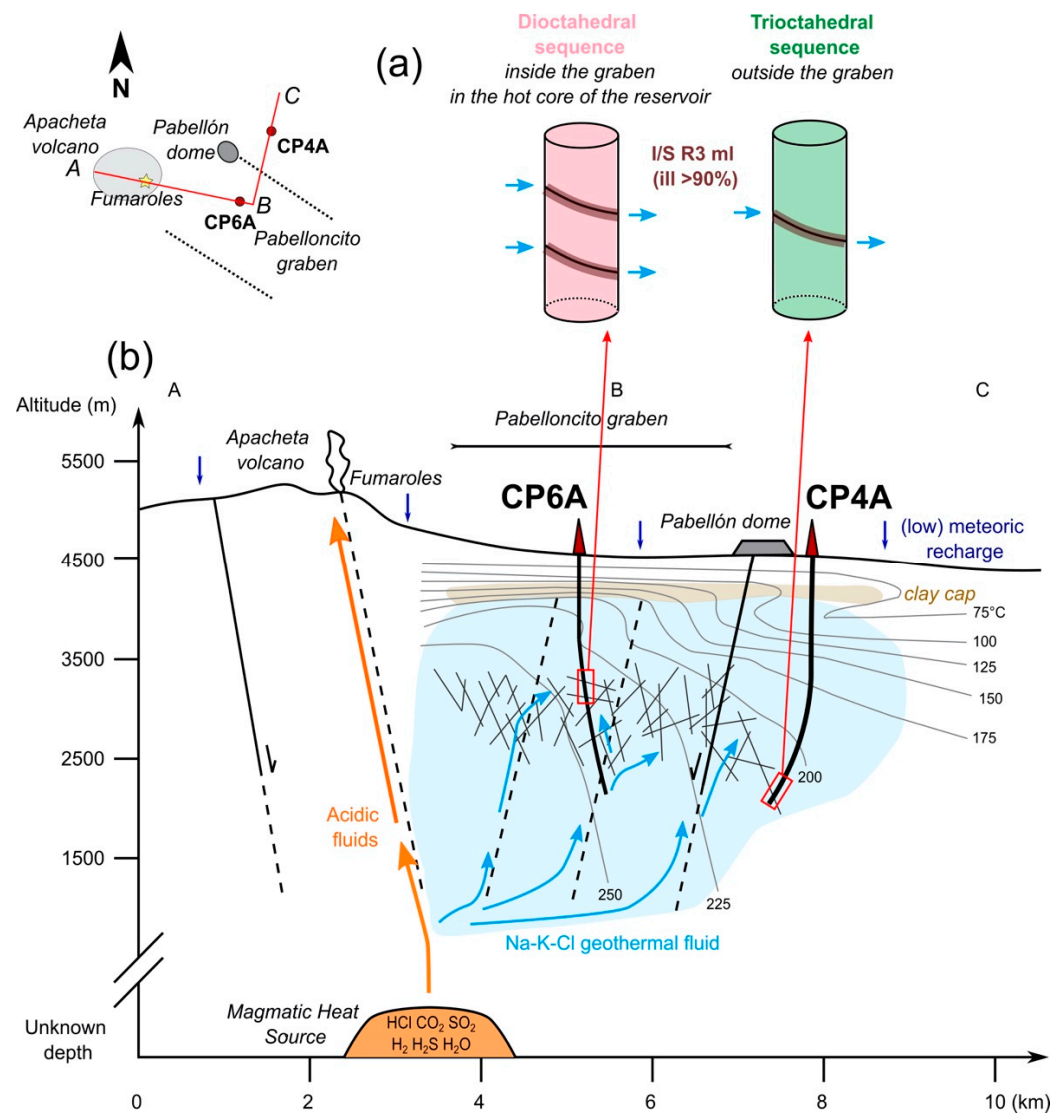 (a)
Dioctahedral
sequence
inside the graben
in the hot core of the reservoir
Trioctahedral
sequence
outside the graben
N
Apacheta
volcano
A
Fumaroles
Pabellón
dome
C
CP4A
B
CP6A
Pabelloncito
graben
I/S R3 ml
(ill >90%)
(b)
A
B
C
Altitude (m)
Pabelloncito graben
Apacheta
volcano
Fumaroles
5500
4500
3500
2500
1500
CP6A
CP4A
Pabellón dome
(low) meteoric
recharge
clay cap
75°C
100
125
150
175
200
225
250
Acidic
fluids
Na-K-Cl geothermal fluid
Magmatic Heat
Source
HCl CO₂ SO₂
H₂ H₂S H₂O
Unknown
depth
0
2
4
6
8
10 (km)